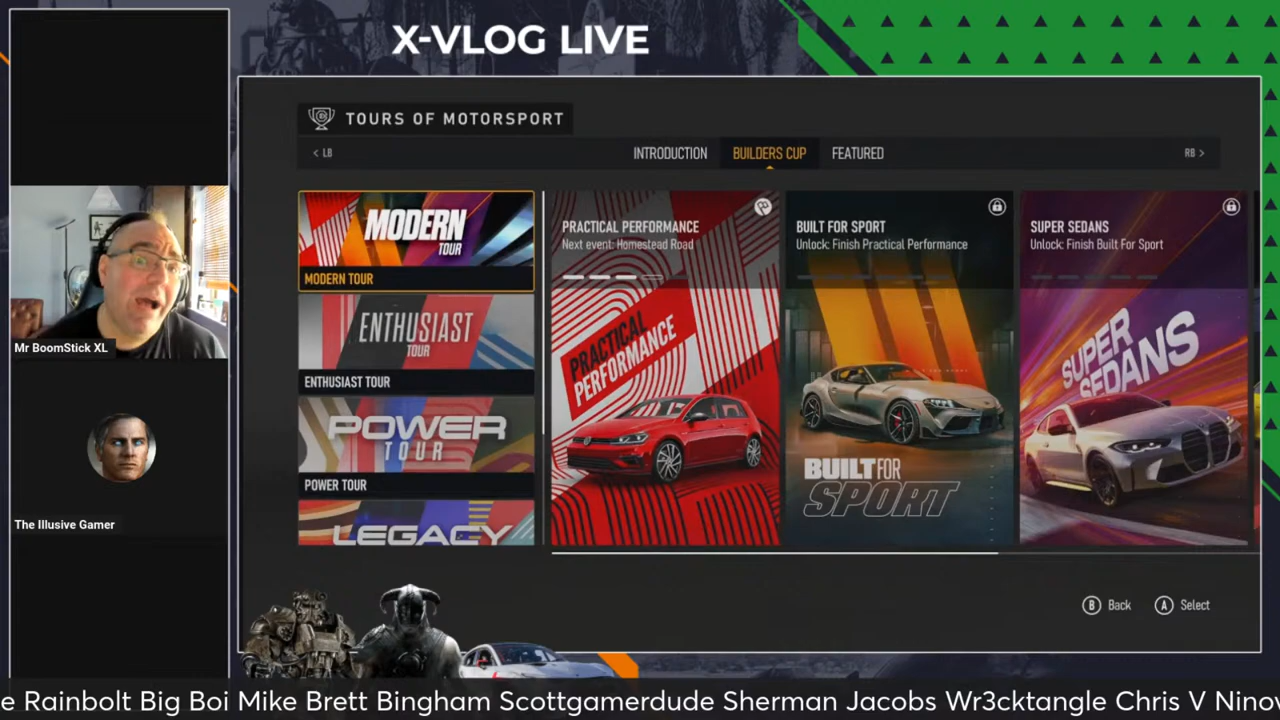 X-VLOG LIVE
TOURS OF MOTORSPORT
< LB
INTRODUCTION
BUILDERS CUP
FEATURED
RB >
MODERN
TOUR
MODERN TOUR
ENTHUSIAST
TOUR
ENTHUSIAST TOUR
POWER
TOUR
POWER TOUR
LEGACY
PRACTICAL PERFORMANCE
Next event: Homestead Road
PRACTICAL
PERFORMANCE
BUILT FOR SPORT
Unlock: Finish Practical Performance
BUILT FOR
SPORT
SUPER SEDANS
Unlock: Finish Built For Sport
SUPER
SEDANS
Mr BoomStick XL
The Illusive Gamer
B Back
A Select
e Rainbolt Big Boi Mike Brett Bingham Scottgamerdude Sherman Jacobs Wr3cktangle Chris V Nino